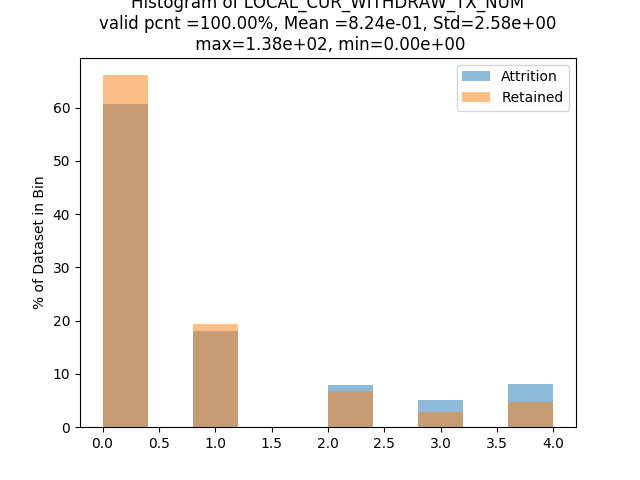 Histogram of LOCAL_CUR_WITHDRAW_TX_NUM
valid pcnt =100.00%, Mean =8.24e-01, Std=2.58e+00
max=1.38e+02, min=0.00e+00
Attrition
Retained
% of Dataset in Bin
60
50
40
30
20
10
0
0.0 0.5 1.0 1.5 2.0 2.5 3.0 3.5 4.0